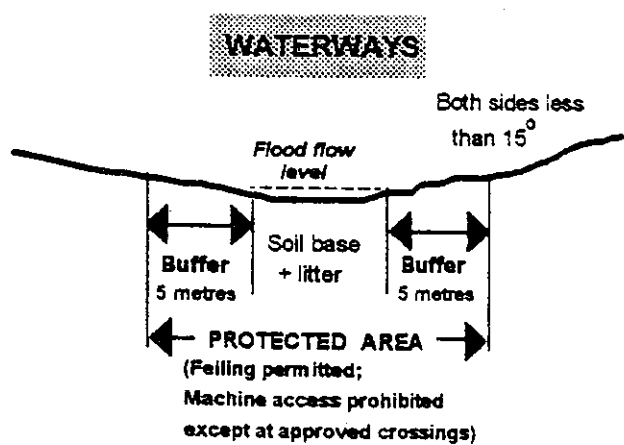 WATERWAYS
Both sides less
than 15°
Flood flow
level
Buffer
5 metres
Soil base
+ litter
Buffer
5 metres
PROTECTED AREA
(Felling permitted;
Machine access prohibited
except at approved crossings)